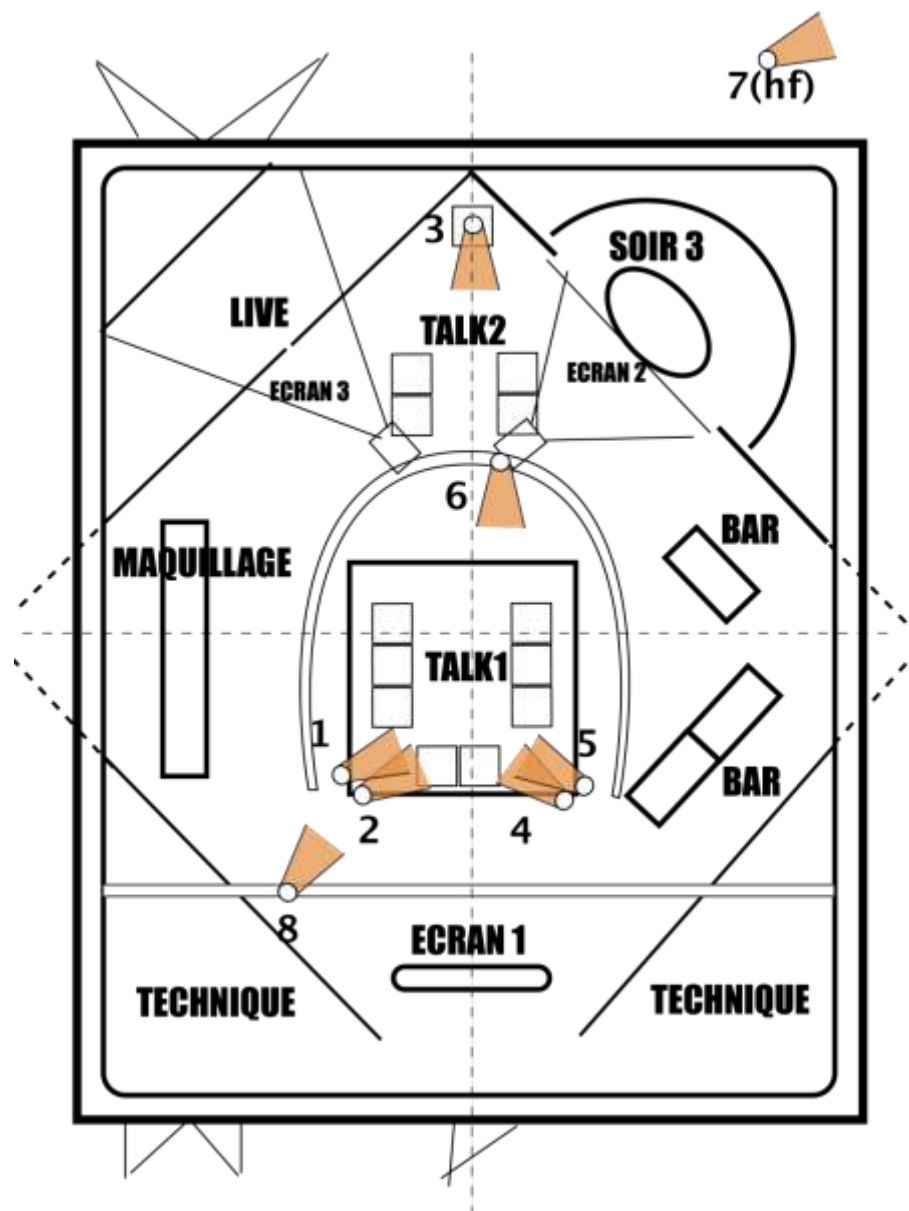 7(hf)
3
SOIR 3
LIVE
TALK2
ECRAN 3
ECRAN 2
6
BAR
MAQUILLAGE
TALK1
1
5
BAR
2
4
8
ECRAN 1
TECHNIQUE
TECHNIQUE